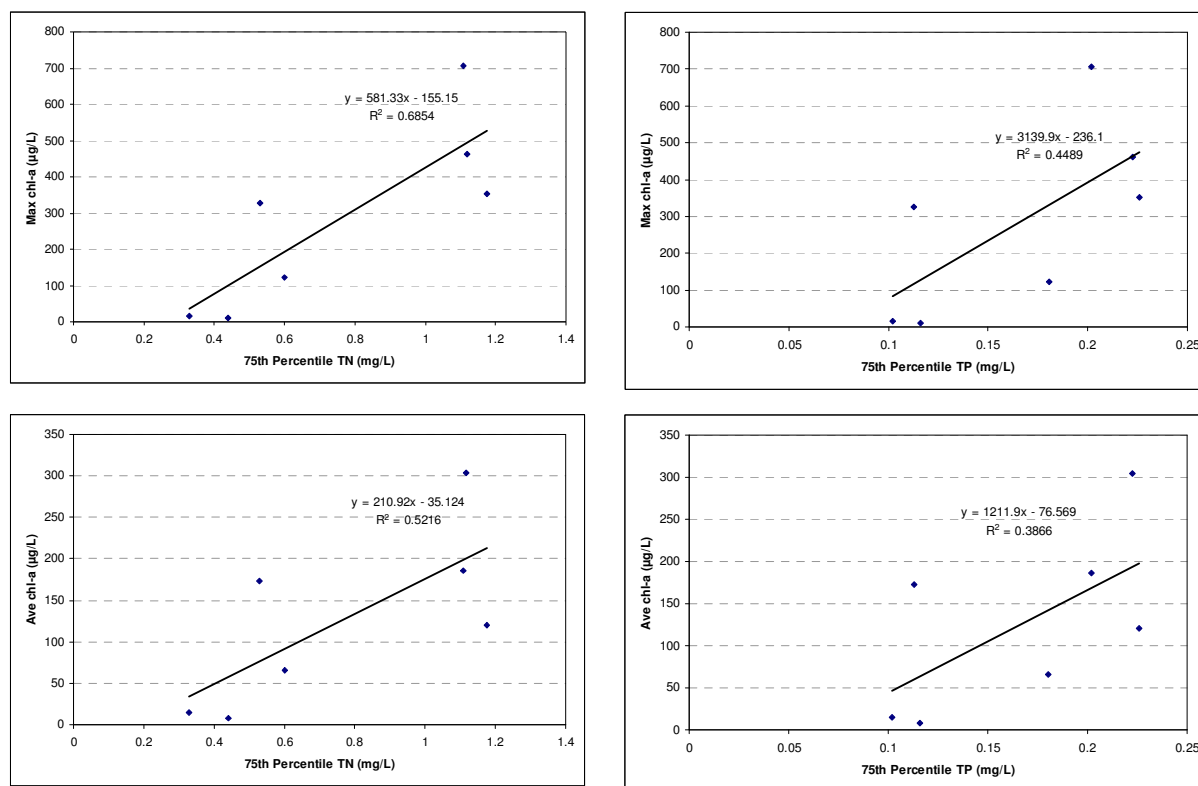 800
700
600
500
400
300
200
100
0
Max chl-a (µg/L)
y = 581.33x - 155.15
R² = 0.6854
0 0.2 0.4 0.6 0.8 1 1.2 1.4
75th Percentile TN (mg/L)
800
700
600
500
400
300
200
100
0
Max chl-a (µg/L)
y = 3139.9x - 236.1
R² = 0.4489
0 0.05 0.1 0.15 0.2 0.25
75th Percentile TP (mg/L)
350
300
250
200
150
100
50
0
Ave chl-a (µg/L)
y = 210.92x - 35.124
R² = 0.5216
0 0.2 0.4 0.6 0.8 1 1.2 1.4
75th Percentile TN (mg/L)
350
300
250
200
150
100
50
0
Ave chl-a (µg/L)
y = 1211.9x - 76.569
R² = 0.3866
0 0.05 0.1 0.15 0.2 0.25
75th Percentile TP (mg/L)